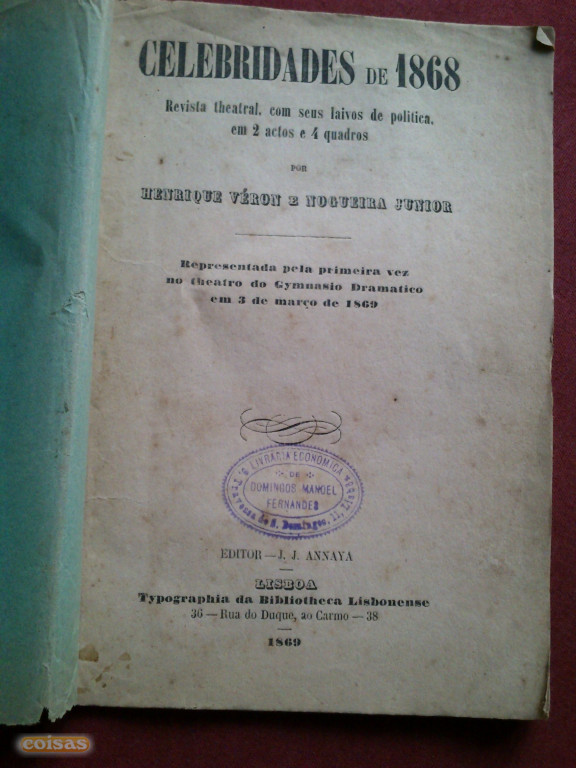 CELEBRIDADES DE 1868
Revista theatral, com seus laivos de politica,
em 2 actos e 4 quadros
POR
HENRIQUE VÉRON E NOGUEIRA JUNIOR
Representada pela primeira vez
no theatro do Gymnasio Dramatico
em 3 de março de 1869
LIVRARIA ECONOMICA
DE
DOMINGOS MANOEL
FERNANDES
Travessa de S. Domingos,
EDITOR — J. J. ANNAYA
LISBOA
Typographia da Bibliotheca Lisbonense
36 — Rua do Duque, ao Carmo — 38
1869
coisas